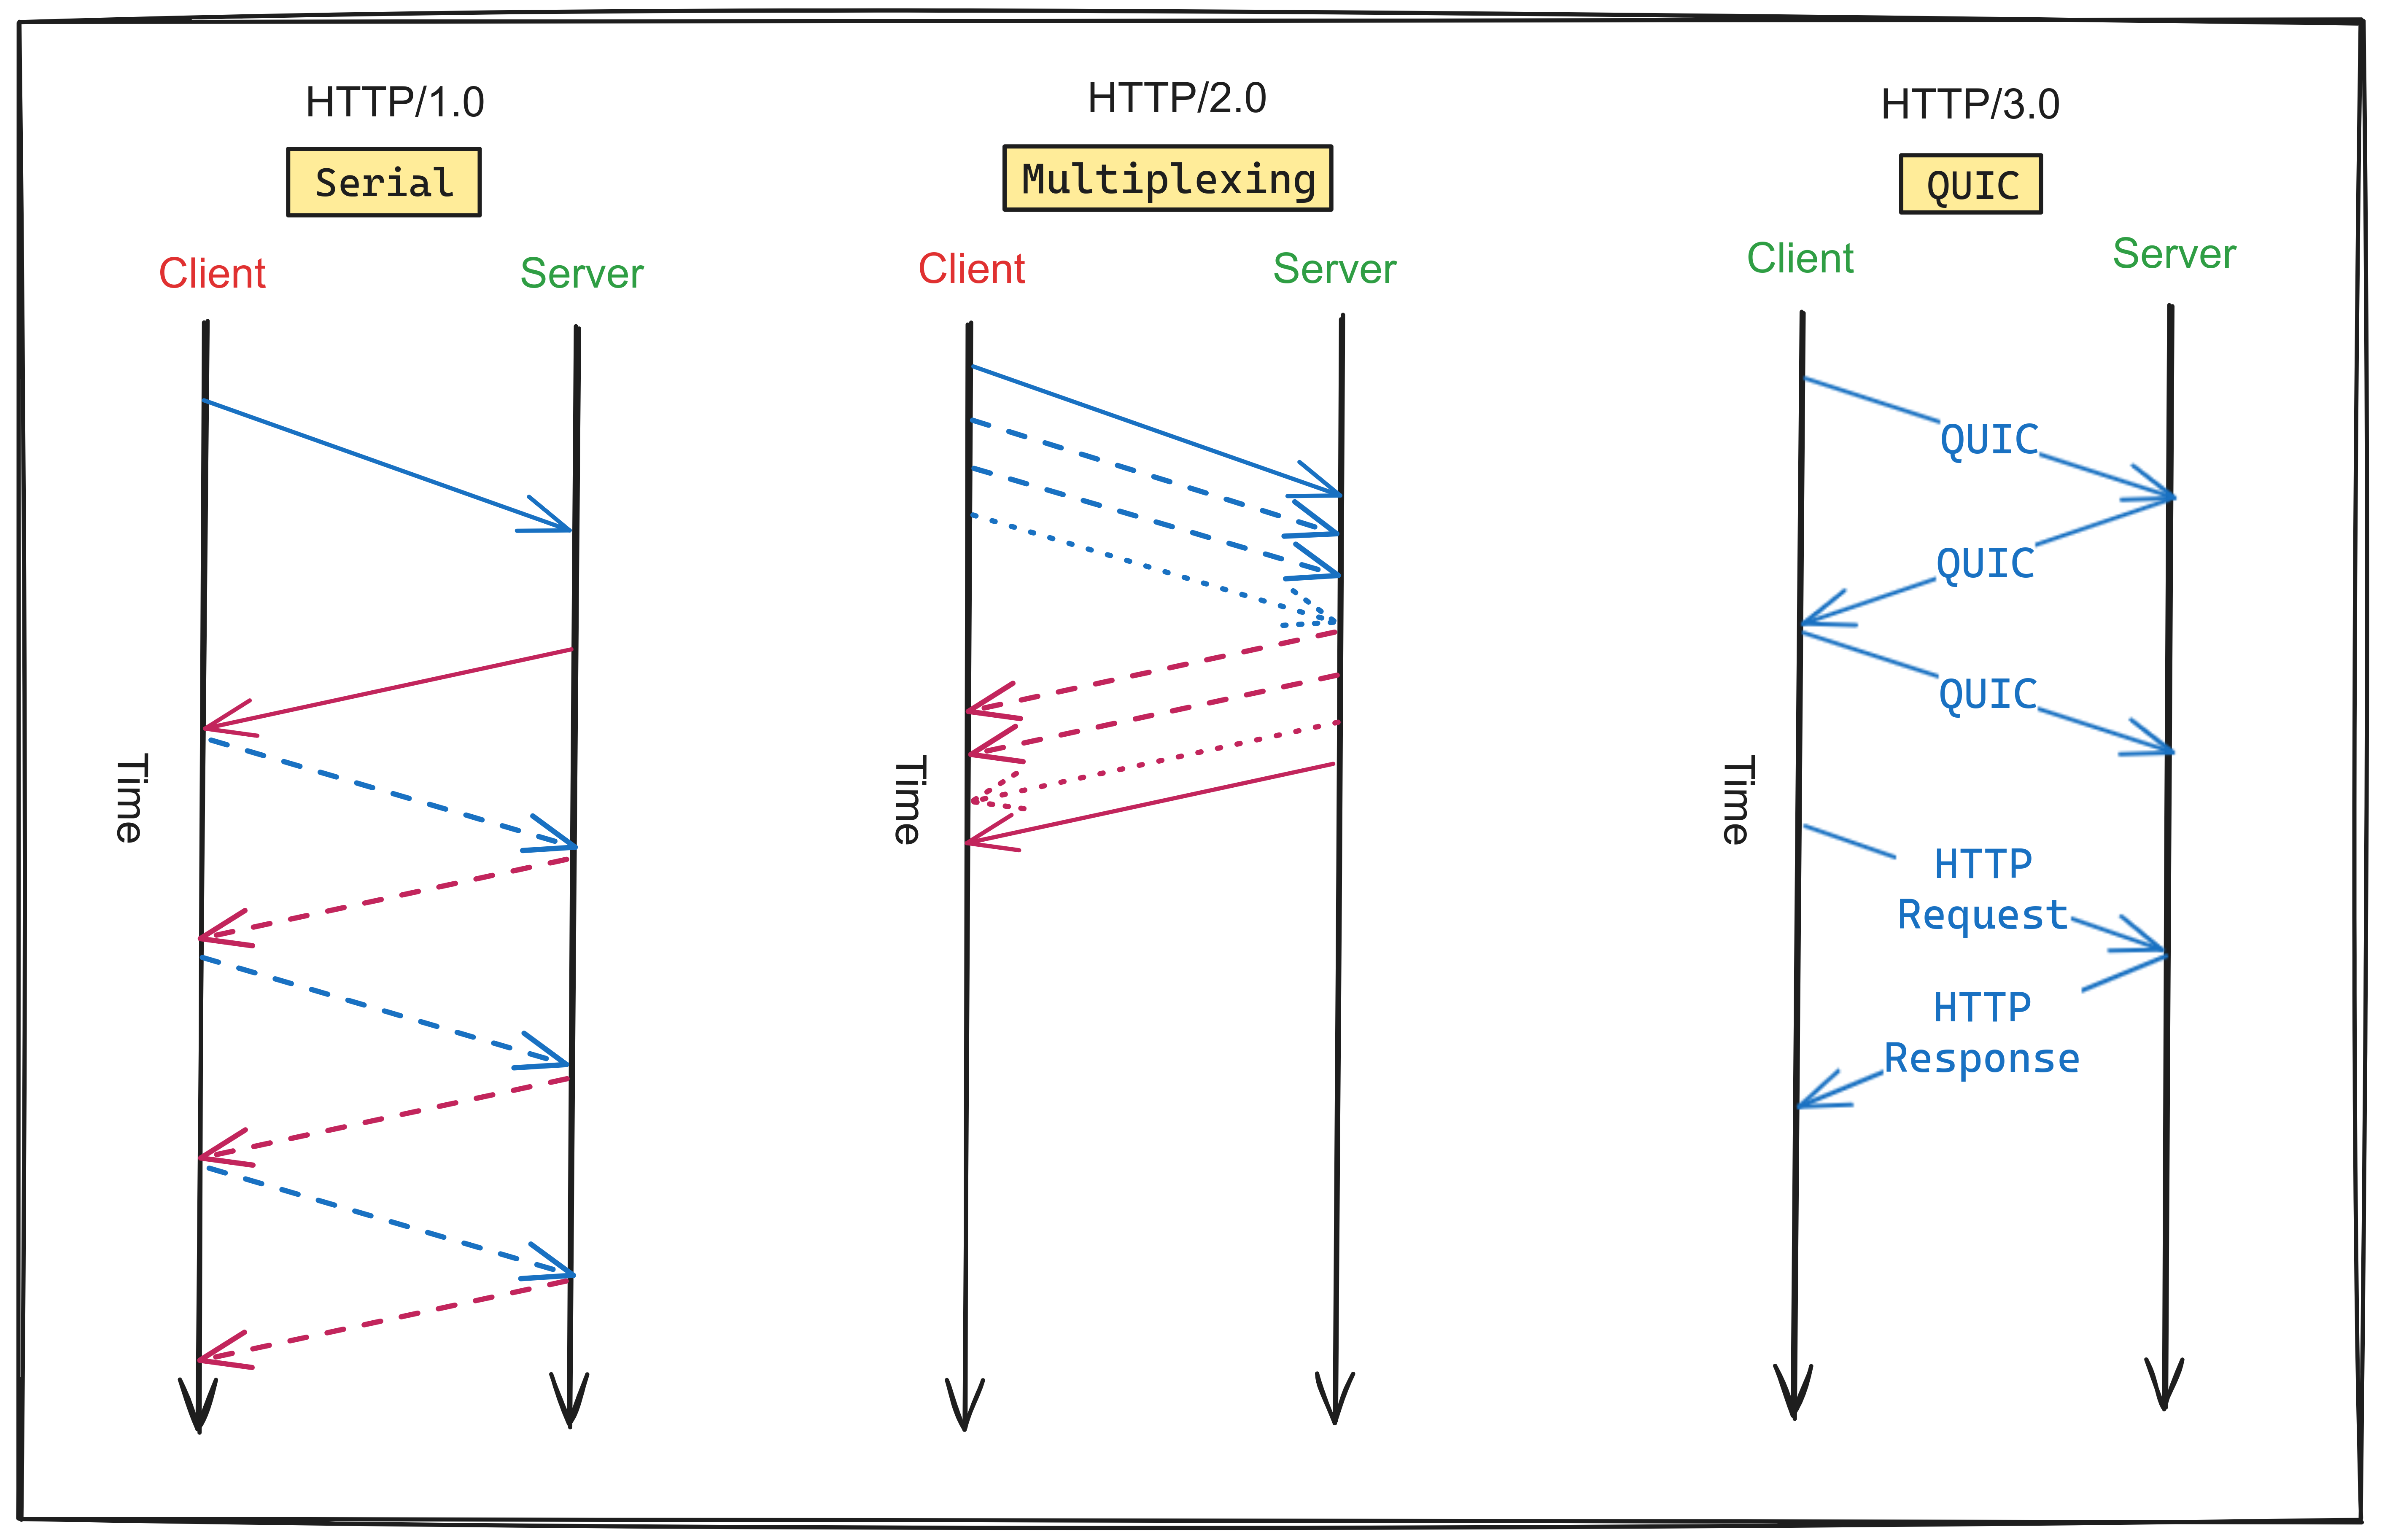 HTTP/1.0
Serial
Client
Server
Time
HTTP/2.0
Multiplexing
Client
Server
Time
HTTP/3.0
QUIC
Client
Server
QUIC
QUIC
QUIC
Time
HTTP
Request
HTTP
Response